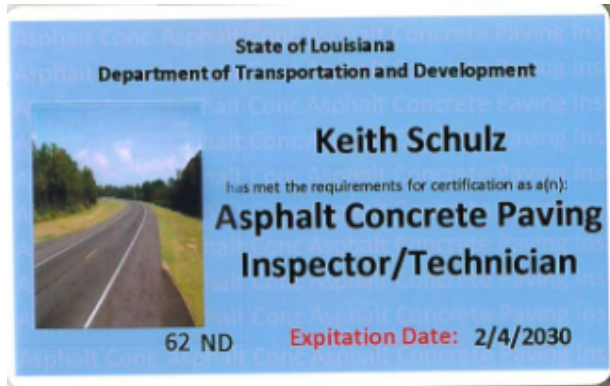 State of Louisiana
Department of Transportation and Development
Keith Schulz
has met the requirements for certification as a(n):
Asphalt Concrete Paving
Inspector/Technician
62 ND
Expitation Date: 2/4/2030